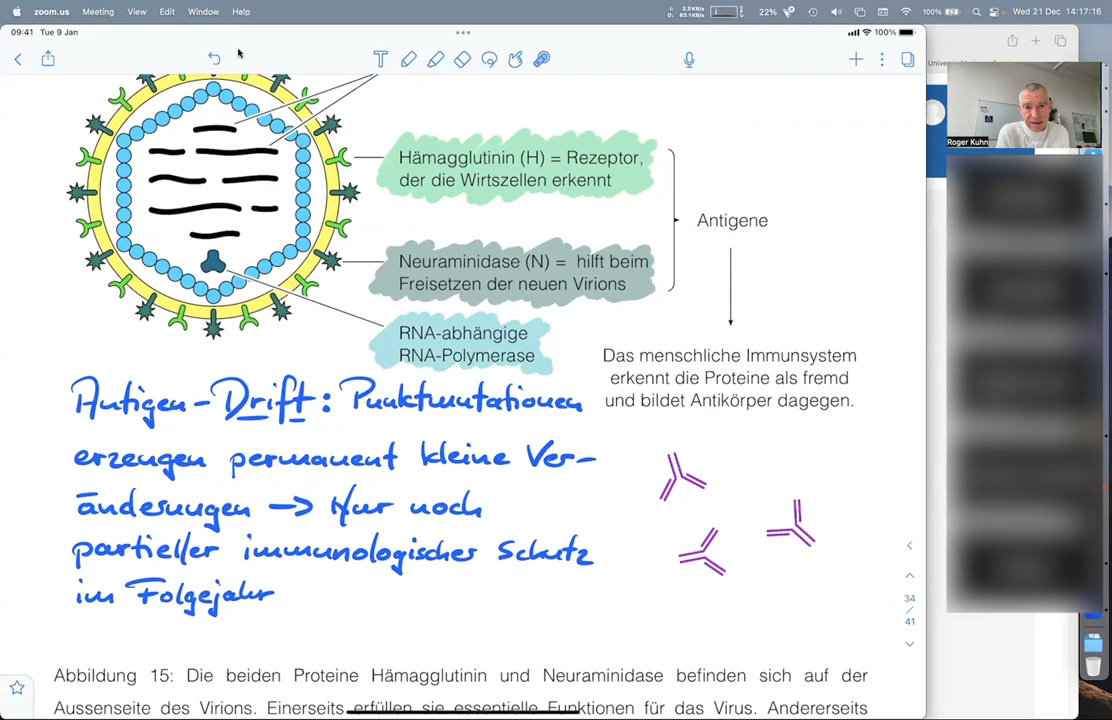 zoom.us Meeting View Edit Window Help
22% 100% Wed 21 Dec 14:17:16
09:41 Tue 9 Jan
100%
Roger Kuhn
Hämagglutinin (H) = Rezeptor,
der die Wirtszellen erkennt
Antigene
Neuraminidase (N) = hilft beim
Freisetzen der neuen Virions
RNA-abhängige
RNA-Polymerase
Das menschliche Immunsystem
erkennt die Proteine als fremd
und bildet Antikörper dagegen.
Antigen-Drift: Punktmutationen
erzeugen permanent kleine Ver-
änderungen → Nur noch
partieller immunologischer Schutz
im Folgejahr
34
/
41
Abbildung 15: Die beiden Proteine Hämagglutinin und Neuraminidase befinden sich auf der
Aussenseite des Virions. Einerseits erfüllen sie essentielle Funktionen für das Virus. Andererseits